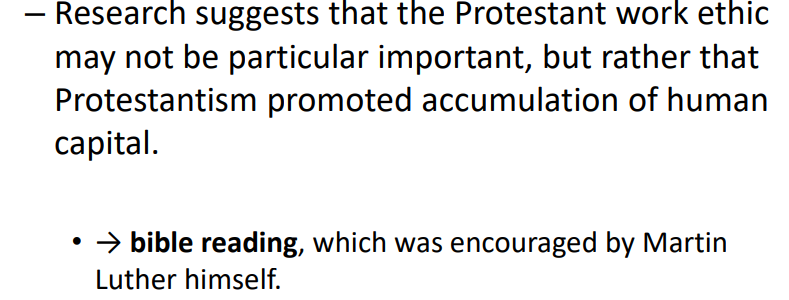 – Research suggests that the Protestant work ethic
may not be particular important, but rather that
Protestantism promoted accumulation of human
capital.
• → bible reading, which was encouraged by Martin
Luther himself.